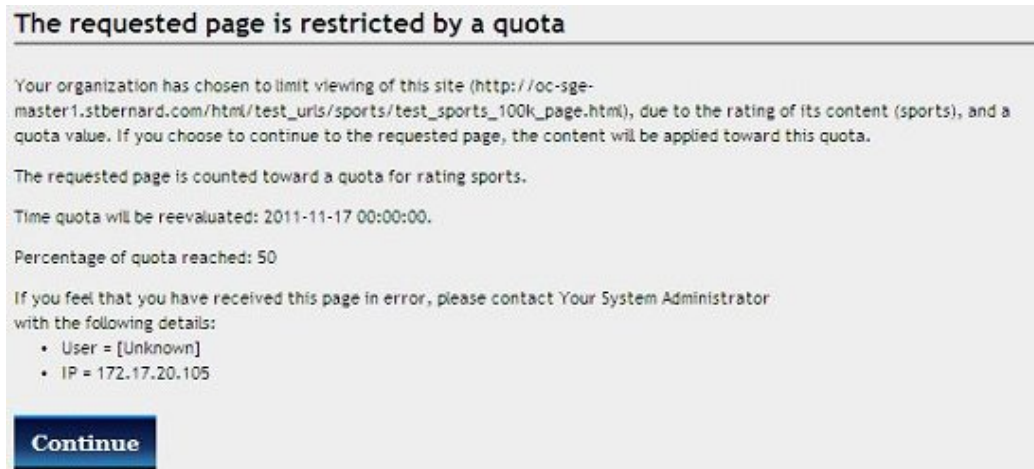 The requested page is restricted by a quota
Your organization has chosen to limit viewing of this site (http://oc-sge-
master1.stbernard.com/html/test_urls/sports/test_sports_100k_page.html), due to the rating of its content (sports), and a
quota value. If you choose to continue to the requested page, the content will be applied toward this quota.
The requested page is counted toward a quota for rating sports.
Time quota will be reevaluated: 2011-11-17 00:00:00.
Percentage of quota reached: 50
If you feel that you have received this page in error, please contact Your System Administrator
with the following details:
• User = [Unknown]
• IP = 172.17.20.105
Continue